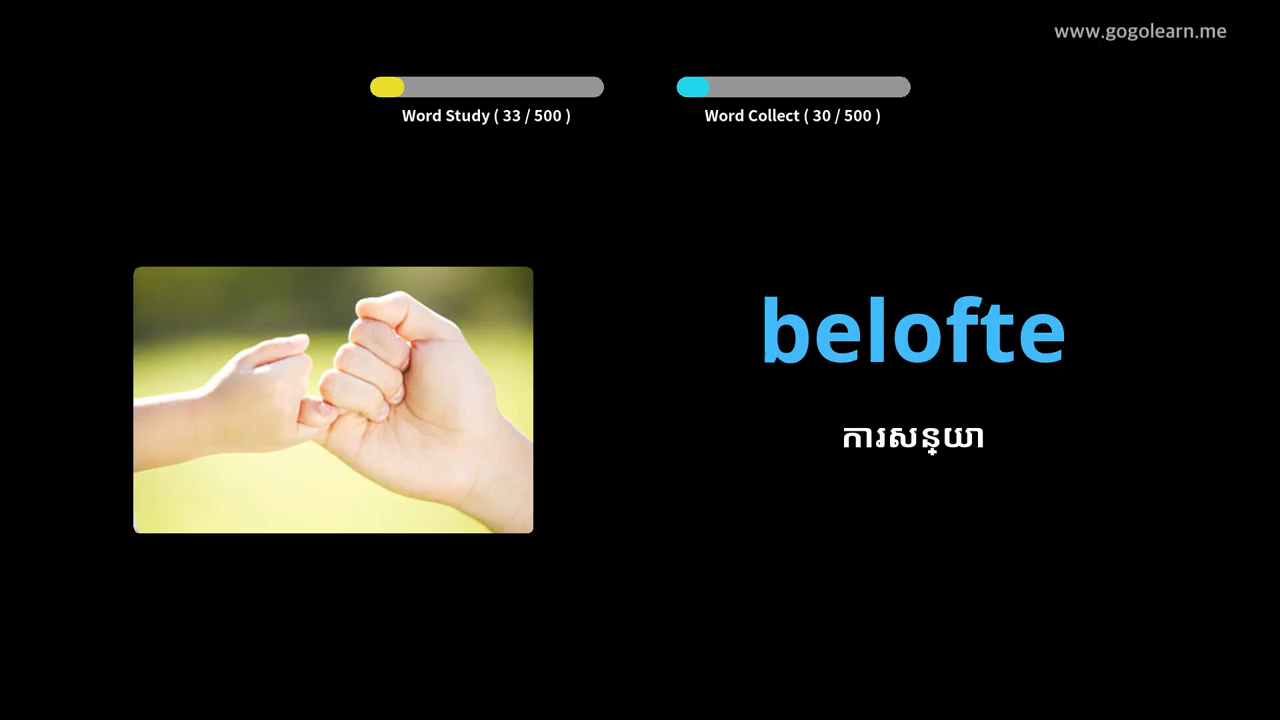 www.gogolearn.me
Word Study ( 33 / 500 )
Word Collect ( 30 / 500 )
belofte
ការសន្យា